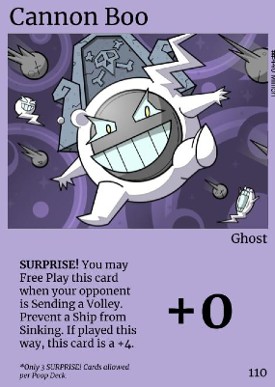 Cannon Boo
Ghost
SURPRISE! You may
Free Play this card
when your opponent
is Sending a Volley.
Prevent a Ship from
Sinking. If played this
way, this card is a +4.
+0
*Only 3 SURPRISE! Cards allowed
per Poop Deck
110